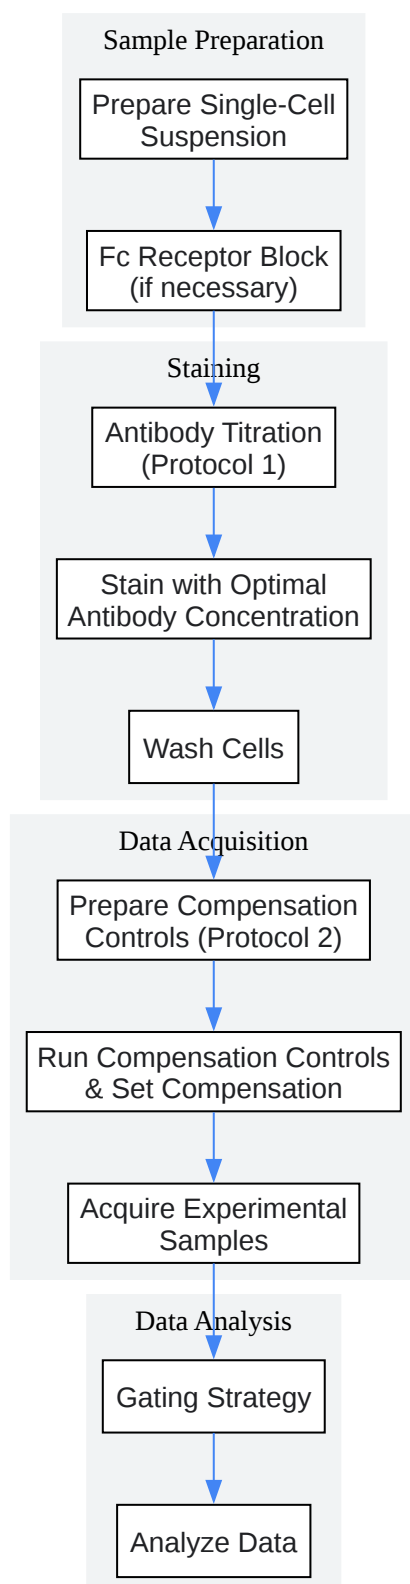 Sample Preparation
Prepare Single-Cell
Suspension
Fc Receptor Block
(if necessary)
Staining
Antibody Titration
(Protocol 1)
Stain with Optimal
Antibody Concentration
Wash Cells
Data Acquisition
Prepare Compensation
Controls (Protocol 2)
Run Compensation Controls
& Set Compensation
Acquire Experimental
Samples
Data Analysis
Gating Strategy
Analyze Data